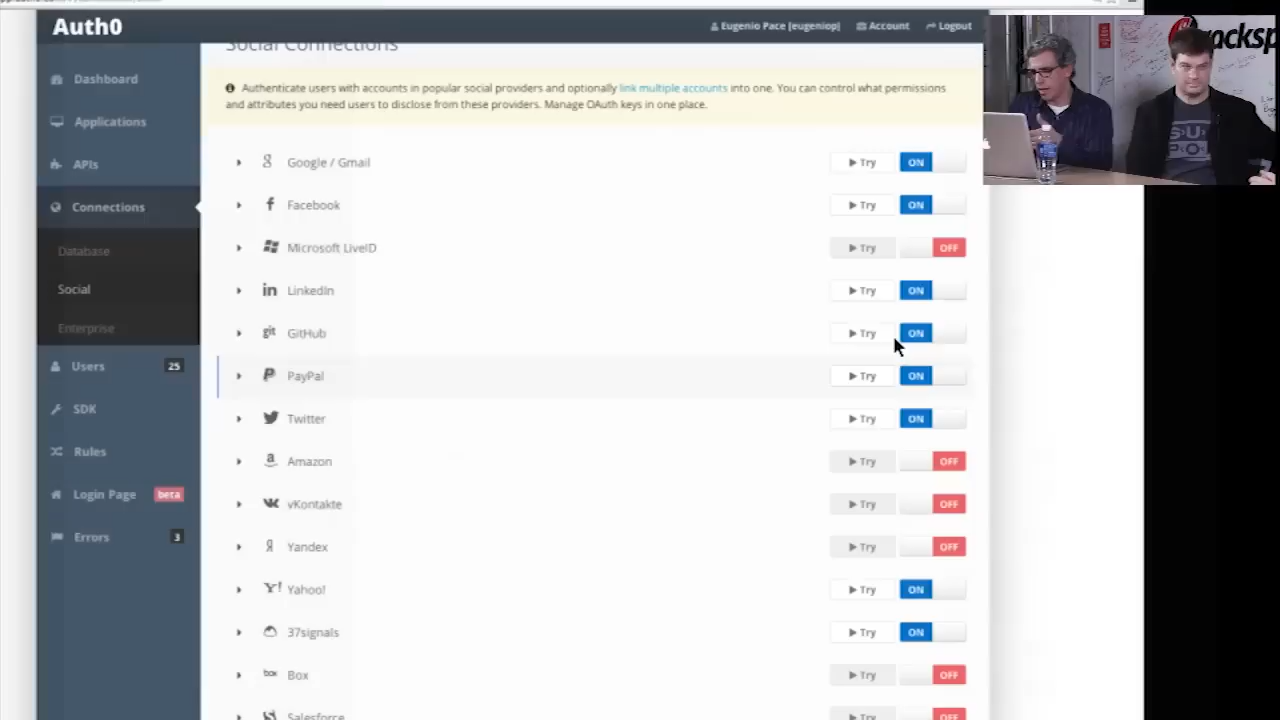 Auth0
Eugenio Pace [eugeniop]
Account
Logout
Social Connections
Dashboard
Applications
APIs
Connections
Database
Social
Enterprise
Users 25
SDK
Rules
Login Page beta
Errors 3
Authenticate users with accounts in popular social providers and optionally link multiple accounts into one. You can control what permissions
and attributes you need users to disclose from these providers. Manage OAuth keys in one place.
Google / Gmail Try ON
Facebook Try ON
Microsoft LiveID Try OFF
LinkedIn Try ON
git GitHub Try ON
PayPal Try ON
Twitter Try ON
Amazon Try OFF
vKontakte Try OFF
Yandex Try OFF
Yahoo! Try ON
37signals Try ON
box Box Try OFF
Salesforce Try OFF
racksp